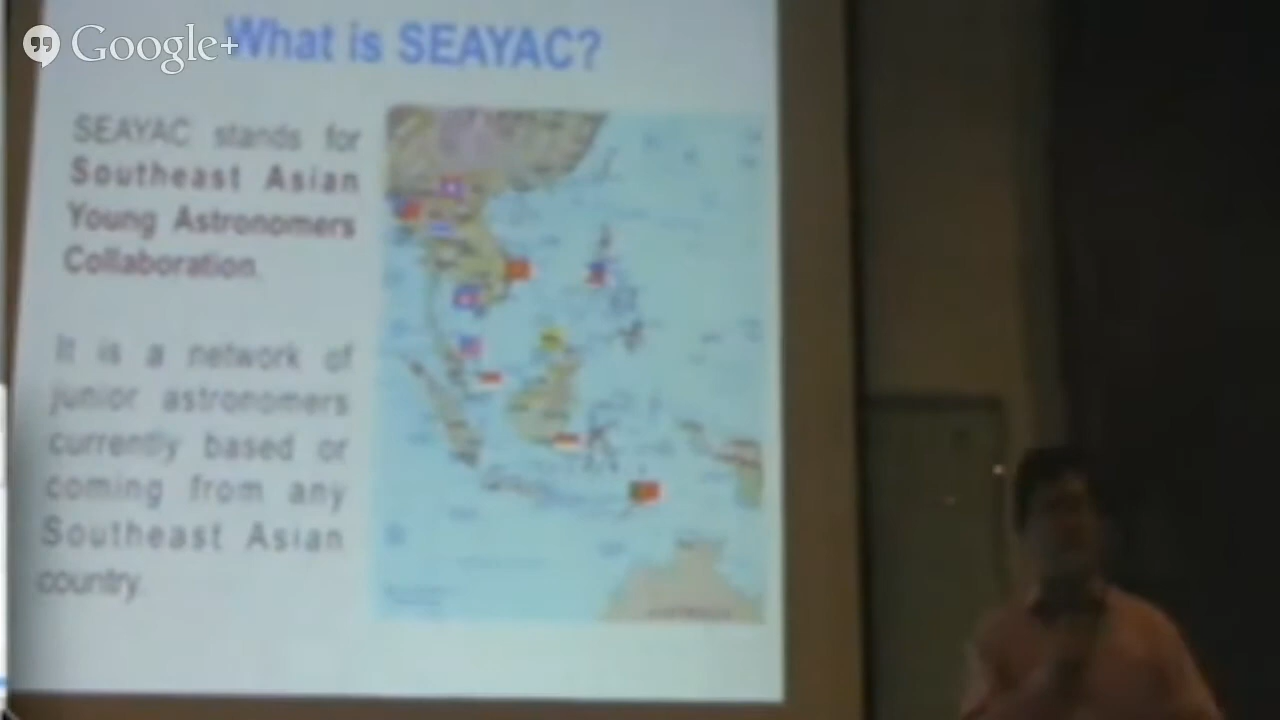 Google+
What is SEAYAC?
SEAYAC stands for
Southeast Asian
Young Astronomers
Collaboration.
It is a network of
junior astronomers
currently based or
coming from any
Southeast Asian
country.